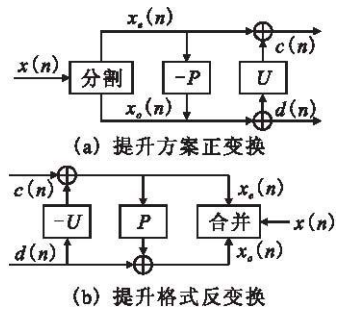 x_e(n)
c(n)
x(n) 分割 -P U
x_o(n) d(n)
(a) 提升方案正变换
c(n) x_e(n)
-U P 合并 x(n)
d(n) x_o(n)
(b) 提升格式反变换